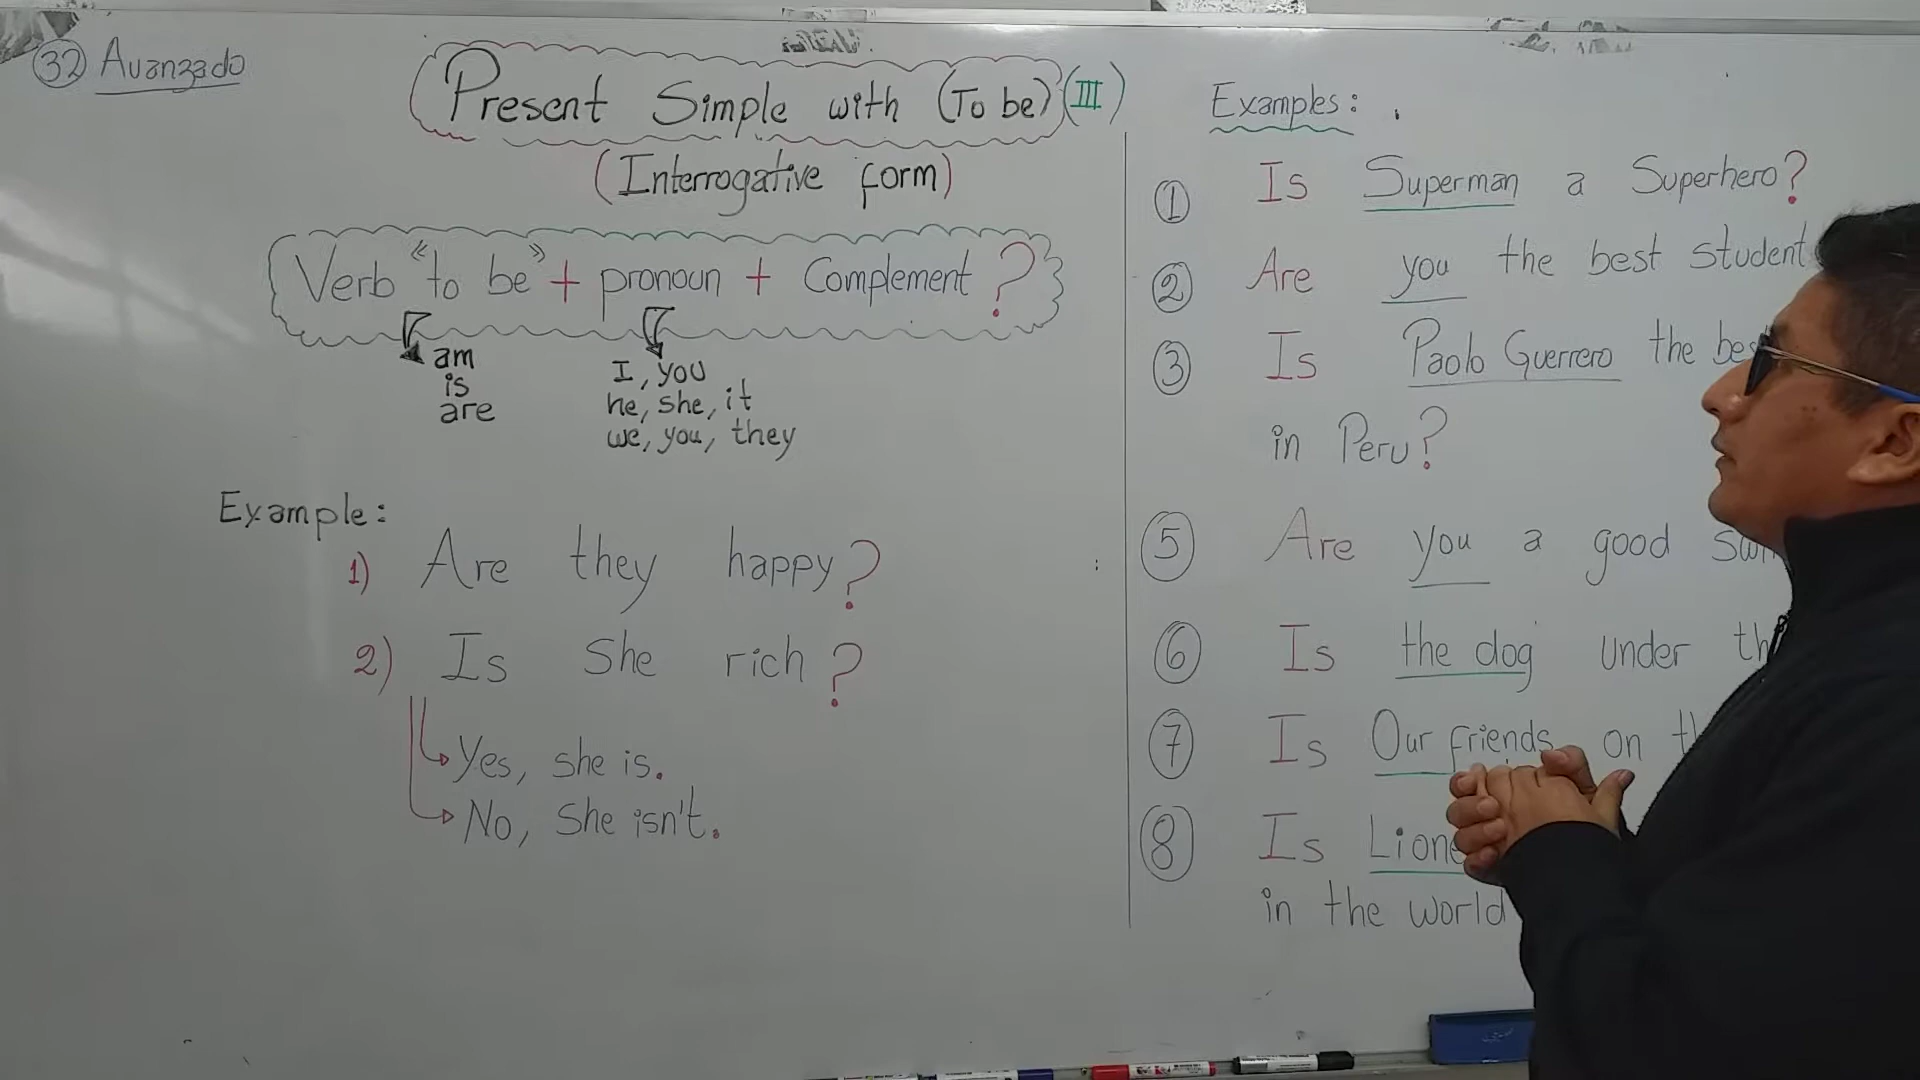 32 Avanzado
Present Simple with (To be) (III)
(Interrogative form)
Verb "to be" + pronoun + Complement ?
am
is
are
I, you
he, she, it
we, you, they
Example:
1) Are they happy?
2) Is she rich?
Yes, she is.
No, she isn't.
Examples:
1 Is Superman a Superhero?
2 Are you the best student
3 Is Paolo Guerrero the
in Peru?
5 Are you a good
6 Is the dog under
7 Is Our friends on
8 Is
in the world